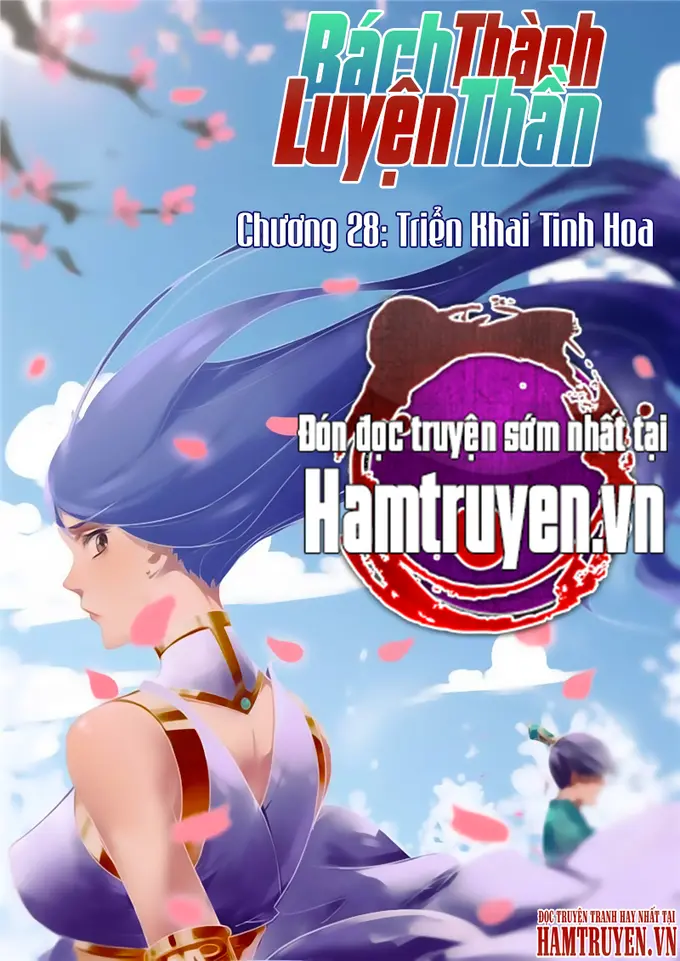 Bách Thành
Luyện Thần
Chương 28: Triển Khai Tinh Hoa
Đón đọc truyện sớm nhất tại
Hamtruyen.vn
ĐỌC TRUYỆN TRANH HAY NHẤT TẠI
HAMTRUYEN.VN